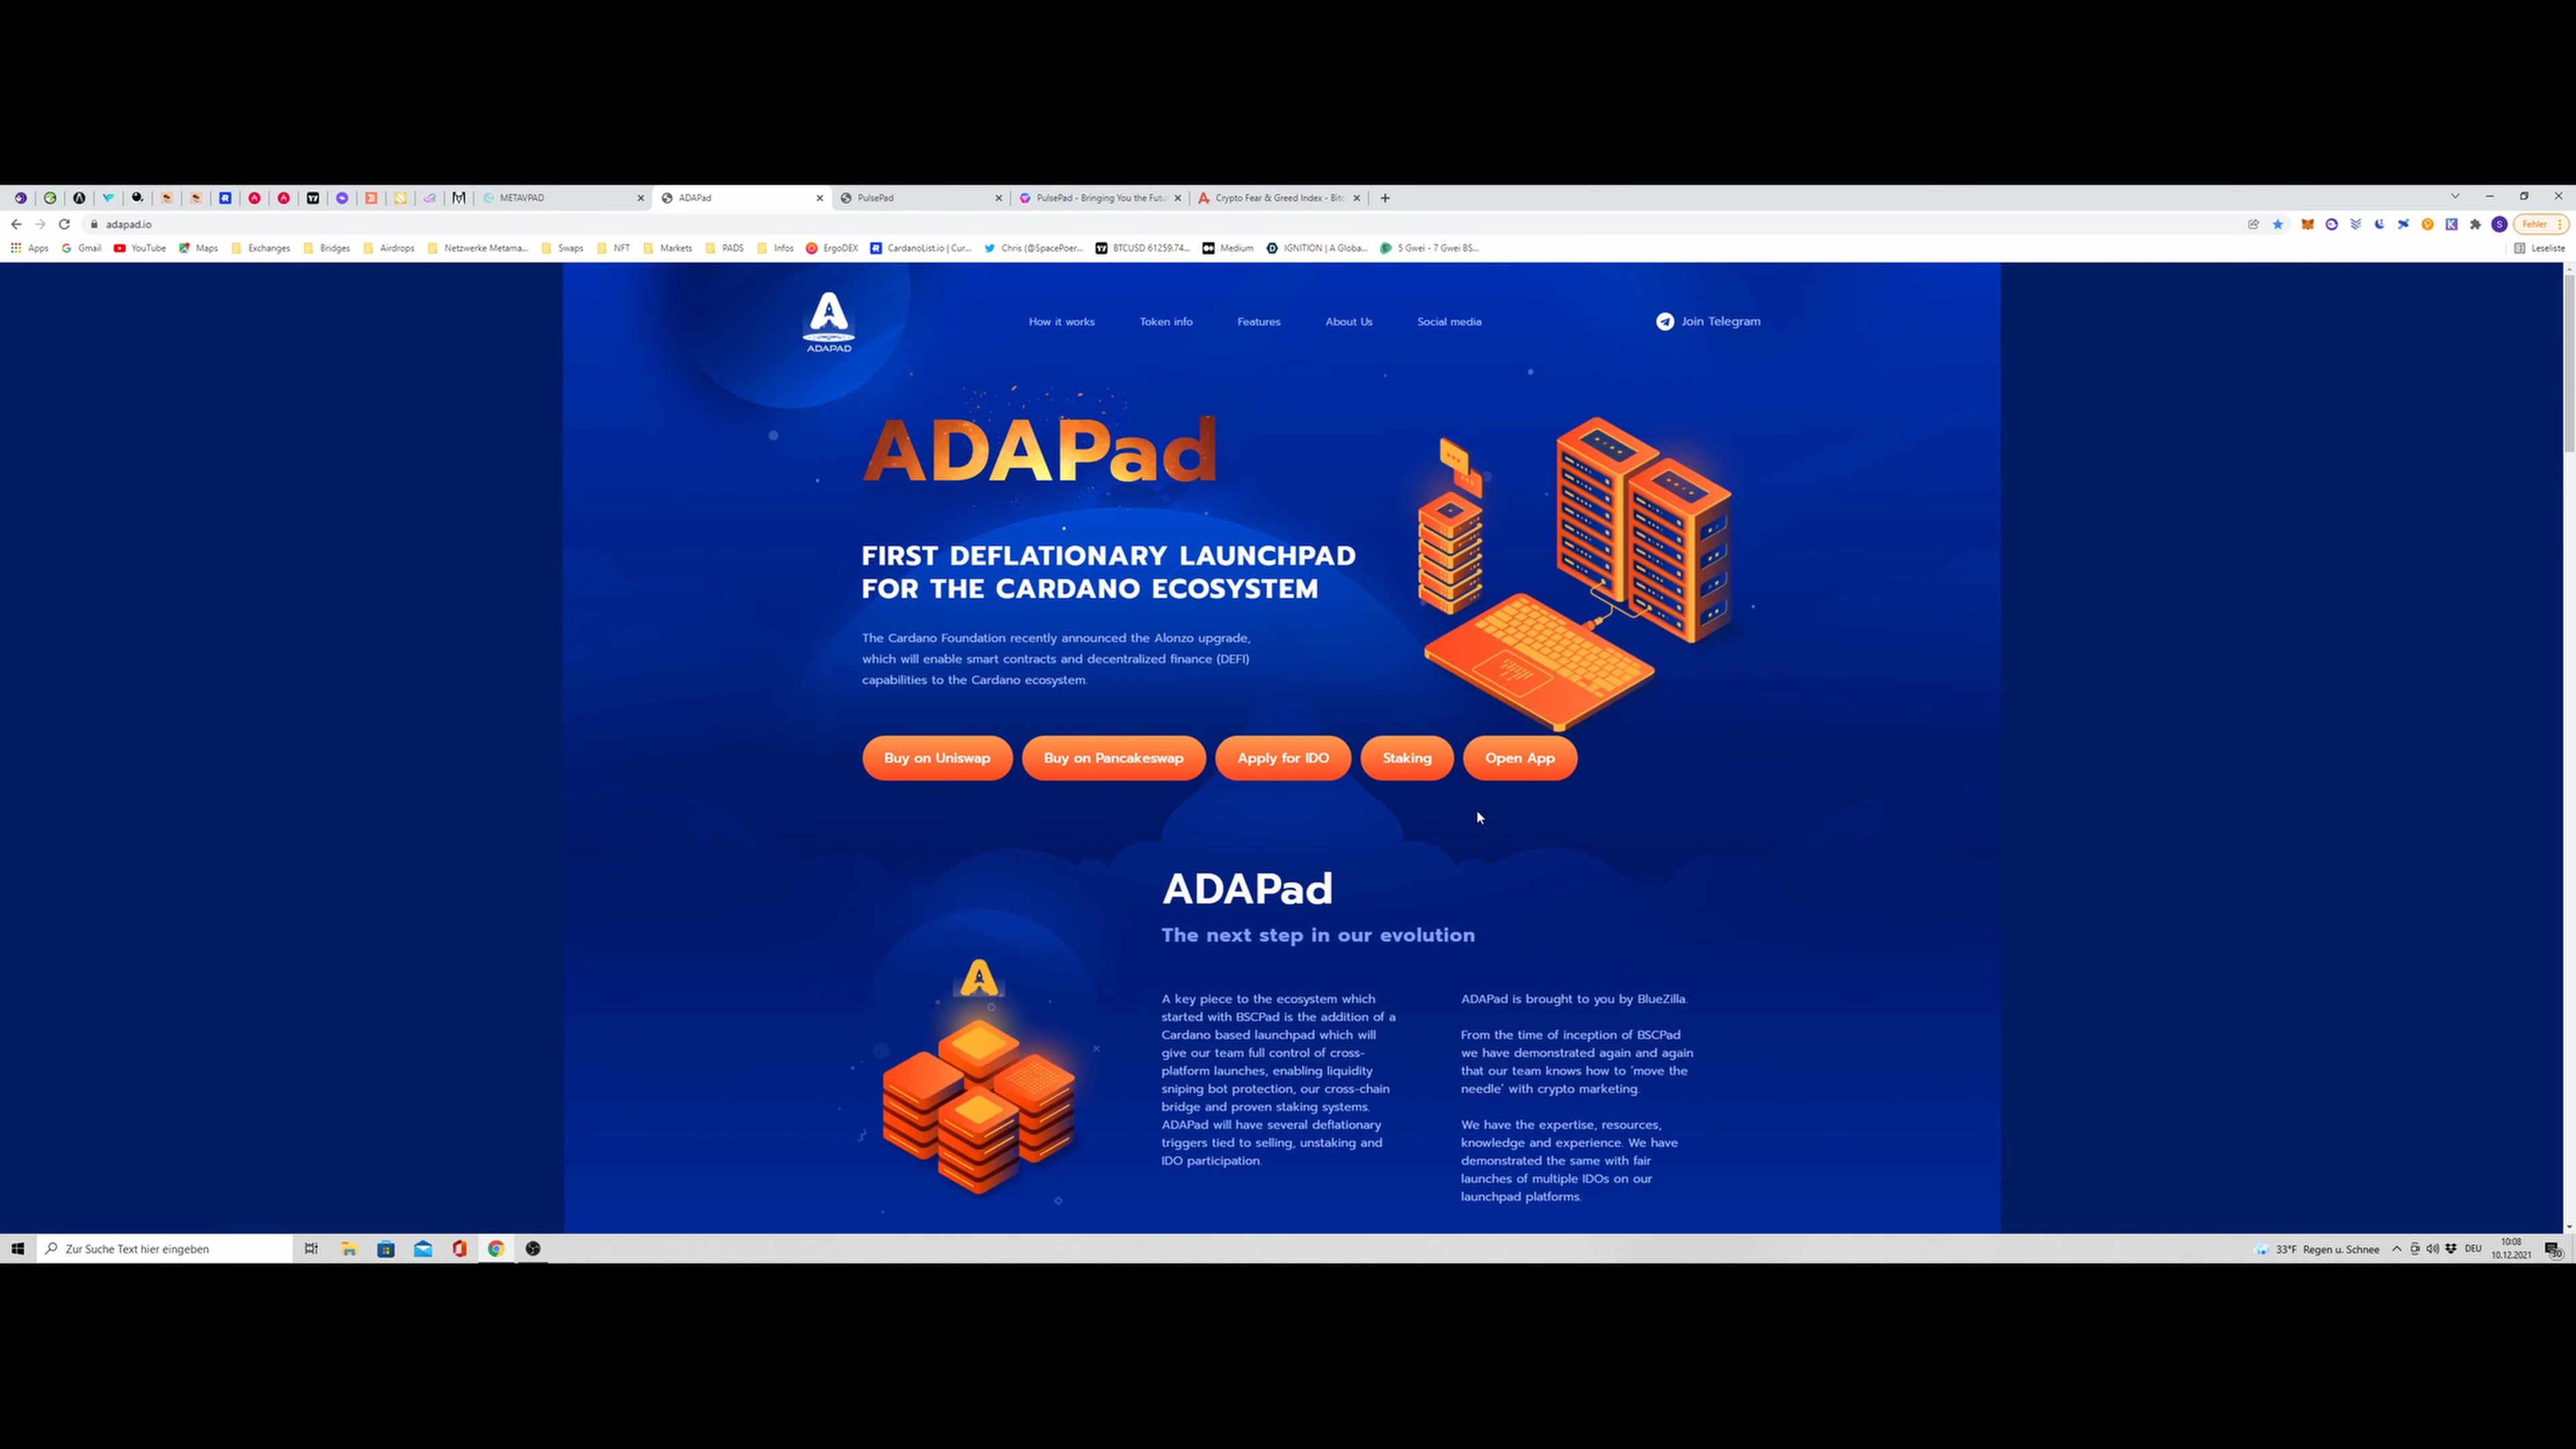 METAVPAD
ADAPad
PulsePad
PulsePad - Bringing You the Futu
Crypto Fear & Greed Index - Bitc
adapad.io
Fehler
Apps
Gmail
YouTube
Maps
Exchanges
Bridges
Airdrops
Netzwerke Metama...
Swaps
NFT
Markets
PADS
Infos
ErgoDEX
CardanoList.io | Cur...
Chris (@SpacePoer...
BTCUSD 61259.74...
Medium
IGNITION | A Globa...
5 Gwei - 7 Gwei BS...
Leseliste
ADAPAD
How it works
Token info
Features
About Us
Social media
Join Telegram
ADAPad
FIRST DEFLATIONARY LAUNCHPAD
FOR THE CARDANO ECOSYSTEM
The Cardano Foundation recently announced the Alonzo upgrade,
which will enable smart contracts and decentralized finance (DEFI)
capabilities to the Cardano ecosystem.
Buy on Uniswap
Buy on Pancakeswap
Apply for IDO
Staking
Open App
ADAPad
The next step in our evolution
A key piece to the ecosystem which
started with BSCPad is the addition of a
Cardano based launchpad which will
give our team full control of cross-
platform launches, enabling liquidity
sniping bot protection, our cross-chain
bridge and proven staking systems.
ADAPad will have several deflationary
triggers tied to selling, unstaking and
IDO participation.
ADAPad is brought to you by BlueZilla.
From the time of inception of BSCPad
we have demonstrated again and again
that our team knows how to 'move the
needle' with crypto marketing.
We have the expertise, resources,
knowledge and experience. We have
demonstrated the same with fair
launches of multiple IDOs on our
launchpad platforms.
Zur Suche Text hier eingeben
33°F Regen u. Schnee
DEU
10:08
10.12.2021
30